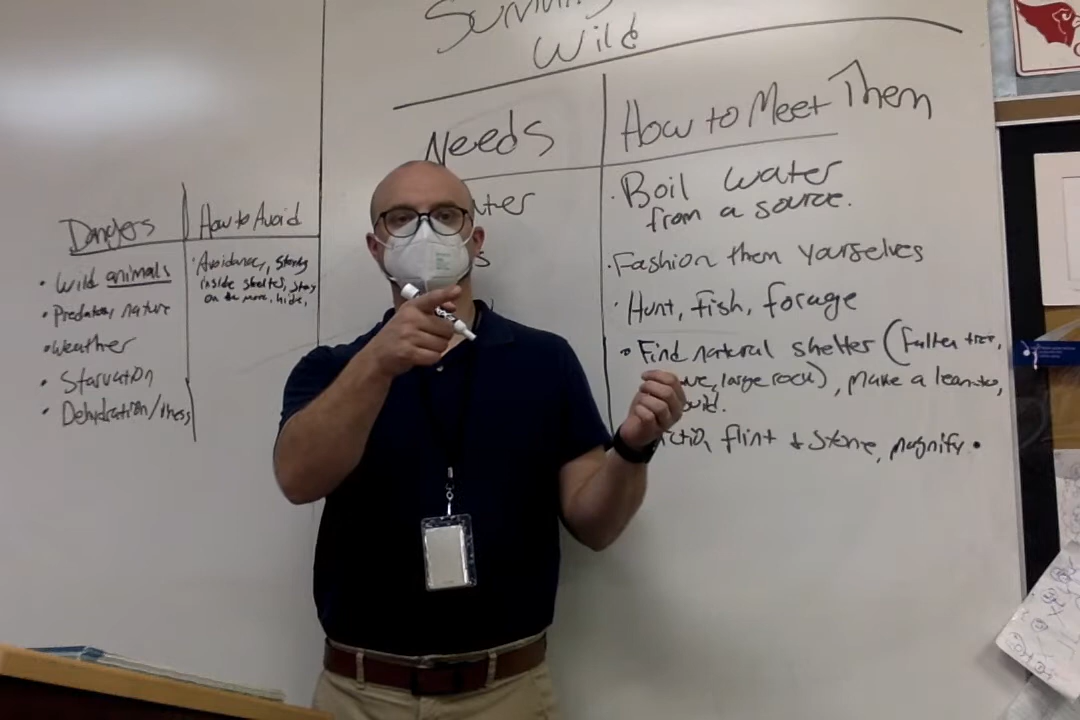 Wild
Needs
How to Meet Them
· Boil water
from a source.
· Fashion them yourselves
· Hunt, fish, forage
· Find natural shelter (fallen tree,
large rock), make a lean-to,
flint & stone, magnify.
Dangers
How to Avoid
· Wild animals
· Predatory nature
· Weather
· Starvation
· Dehydration/illness
· Avoidance, stay
inside shelter, stay
on the move, hide,